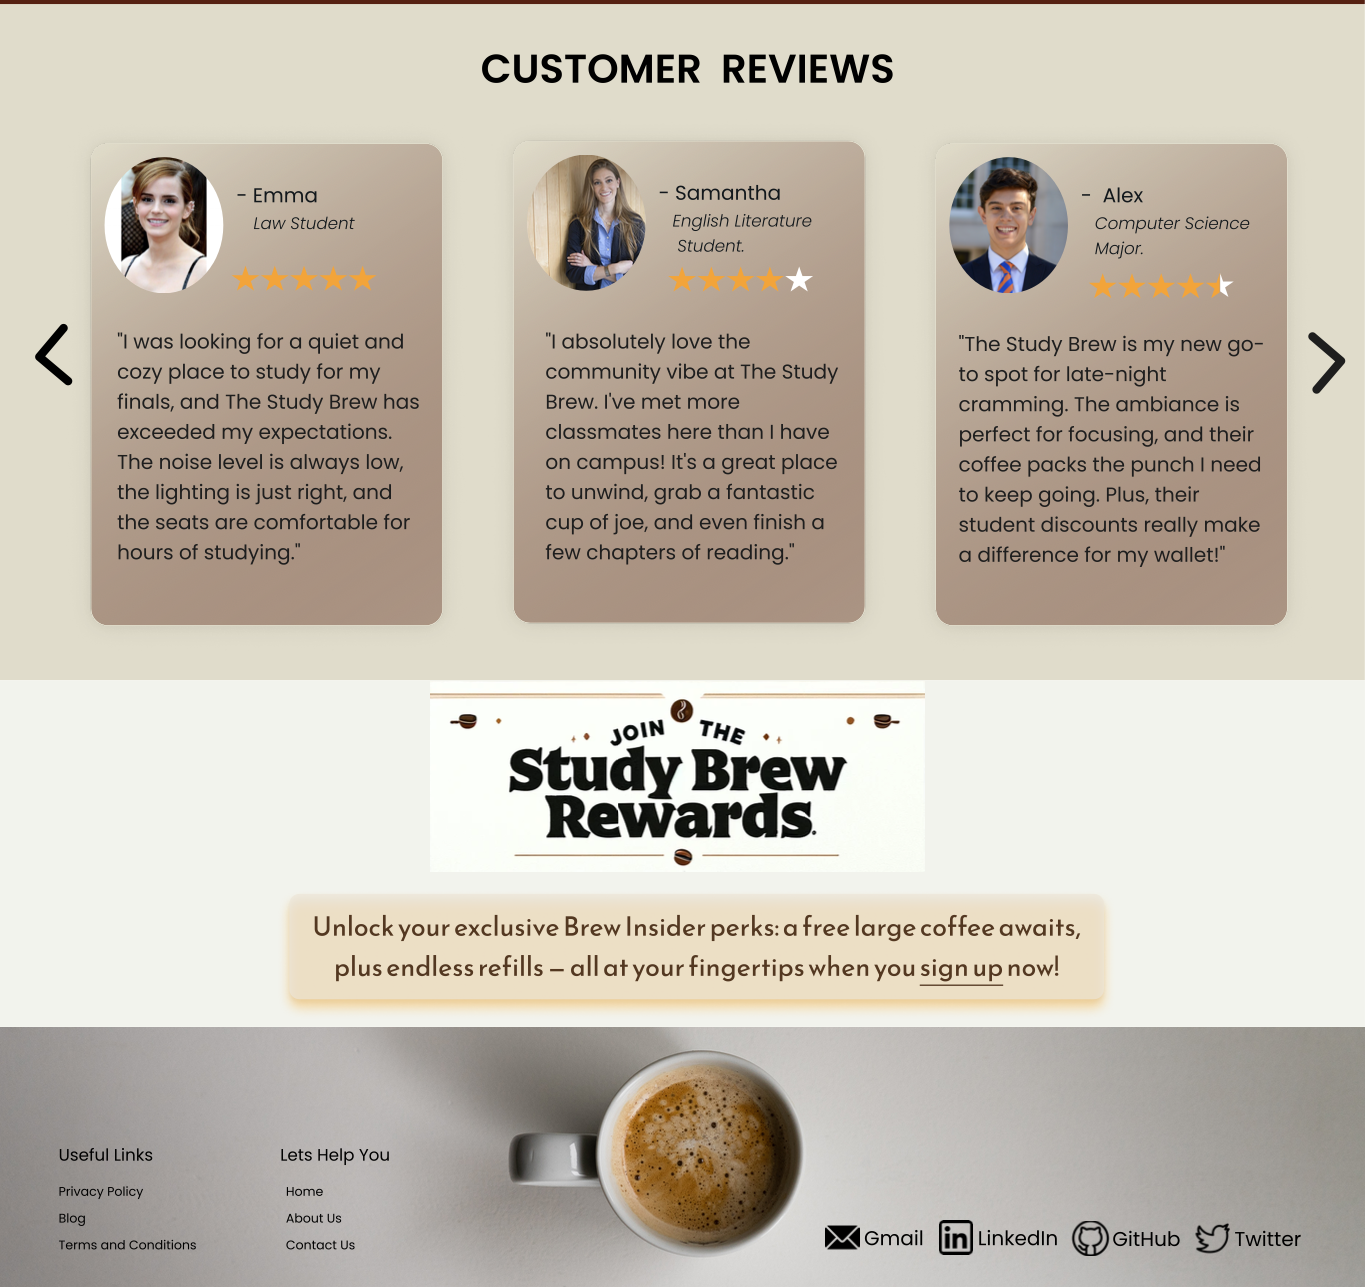 CUSTOMER REVIEWS
- Emma
Law Student
"I was looking for a quiet and
cozy place to study for my
finals, and The Study Brew has
exceeded my expectations.
The noise level is always low,
the lighting is just right, and
the seats are comfortable for
hours of studying."
- Samantha
English Literature
Student.
"I absolutely love the
community vibe at The Study
Brew. I've met more
classmates here than I have
on campus! It's a great place
to unwind, grab a fantastic
cup of joe, and even finish a
few chapters of reading."
- Alex
Computer Science
Major.
"The Study Brew is my new go-
to spot for late-night
cramming. The ambiance is
perfect for focusing, and their
coffee packs the punch I need
to keep going. Plus, their
student discounts really make
a difference for my wallet!"
JOIN THE
Study Brew
Rewards.
Unlock your exclusive Brew Insider perks: a free large coffee awaits,
plus endless refills – all at your fingertips when you sign up now!
Useful Links
Privacy Policy
Blog
Terms and Conditions
Lets Help You
Home
About Us
Contact Us
Gmail
LinkedIn
GitHub
Twitter